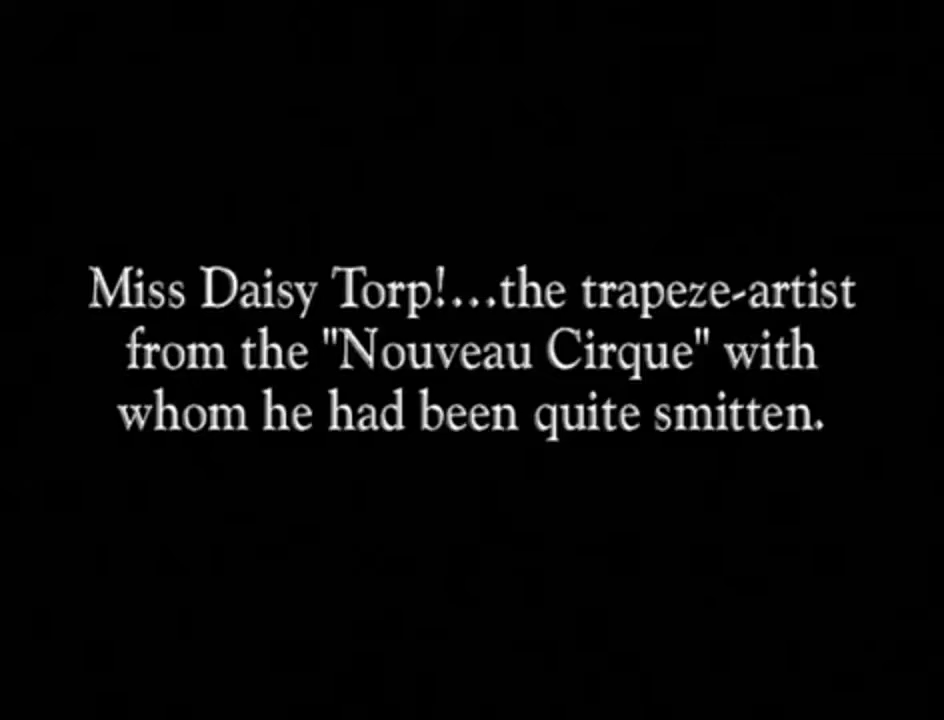 Miss Daisy Torp!...the trapeze-artist
from the "Nouveau Cirque" with
whom he had been quite smitten.